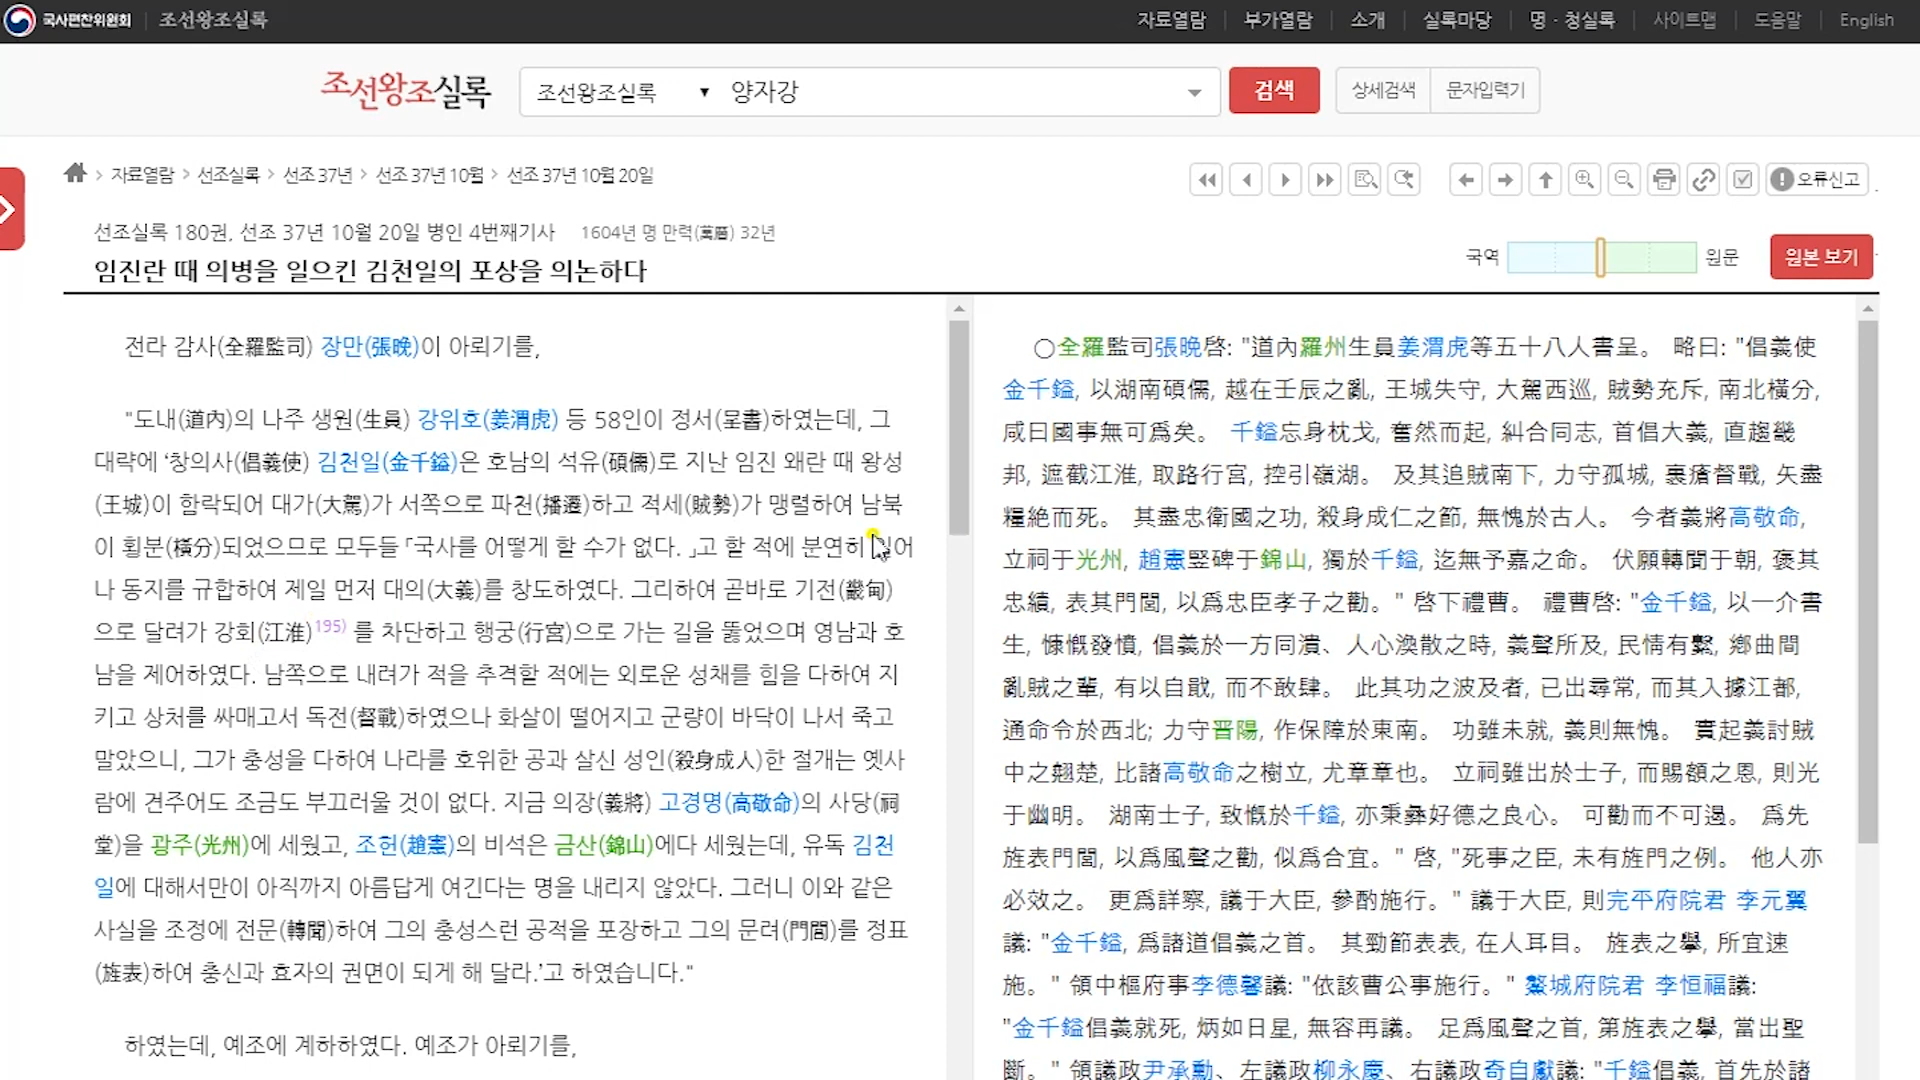 국사편찬위원회 조선왕조실록 자료열람 부가열람 소개 실록마당 명 · 청실록 사이트맵 도움말 English
조선왕조실록 조선왕조실록 ▼ 양자강 검색 상세검색 문자입력기
자료열람 > 선조실록 > 선조 37년 > 선조 37년 10월 > 선조 37년 10월 20일
오류신고
선조실록 180권, 선조 37년 10월 20일 병인 4번째기사 1604년 명 만력(萬曆) 32년
국역 원문 원본 보기
임진란 때 의병을 일으킨 김천일의 포상을 의논하다
전라 감사(全羅監司) 장만(張晩)이 아뢰기를,
"도내(道內)의 나주 생원(生員) 강위호(姜渭虎) 등 58인이 정서(呈書)하였는데, 그
대략에 ‘창의사(倡義使) 김천일(金千鎰)은 호남의 석유(碩儒)로 지난 임진 왜란 때 왕성
(王城)이 함락되어 대가(大駕)가 서쪽으로 파천(播遷)하고 적세(賊勢)가 맹렬하여 남북
이 횡분(橫分)되었으므로 모두들 「국사를 어떻게 할 수가 없다. 」고 할 적에 분연히 어
나 동지를 규합하여 제일 먼저 대의(大義)를 창도하였다. 그리하여 곧바로 기전(畿甸)
으로 달려가 강회(江淮)195) 를 차단하고 행궁(行宮)으로 가는 길을 뚫었으며 영남과 호
남을 제어하였다. 남쪽으로 내려가 적을 추격할 적에는 외로운 성채를 힘을 다하여 지
키고 상처를 싸매고서 독전(督戰)하였으나 화살이 떨어지고 군량이 바닥이 나서 죽고
말았으니, 그가 충성을 다하여 나라를 호위한 공과 살신 성인(殺身成人)한 절개는 옛사
람에 견주어도 조금도 부끄러울 것이 없다. 지금 의장(義將) 고경명(高敬命)의 사당(祠
堂)을 광주(光州)에 세웠고, 조헌(趙憲)의 비석은 금산(錦山)에다 세웠는데, 유독 김천
일에 대해서만이 아직까지 아름답게 여긴다는 명을 내리지 않았다. 그러니 이와 같은
사실을 조정에 전문(轉聞)하여 그의 충성스런 공적을 포장하고 그의 문려(門閭)를 정표
(旌表)하여 충신과 효자의 권면이 되게 해 달라.’고 하였습니다."
하였는데, 예조에 계하하였다. 예조가 아뢰기를,
○全羅監司張晩啓: "道內羅州生員姜渭虎等五十八人書呈。 略曰: "倡義使
金千鎰, 以湖南碩儒, 越在壬辰之亂, 王城失守, 大駕西巡, 賊勢充斥, 南北橫分,
咸曰國事無可爲矣。 千鎰忘身枕戈, 奮然而起, 糾合同志, 首倡大義, 直趨畿
邦, 遮截江淮, 取路行宮, 控引嶺湖。 及其追賊南下, 力守孤城, 裹瘡督戰, 矢盡
糧絶而死。 其盡忠衛國之功, 殺身成仁之節, 無愧於古人。 今者義將高敬命,
立祠于光州, 趙憲竪碑于錦山, 獨於千鎰, 迄無予嘉之命。 伏願轉聞于朝, 褒其
忠績, 表其門閭, 以爲忠臣孝子之勸。" 啓下禮曹。 禮曹啓: "金千鎰, 以一介書
生, 慷慨發憤, 倡義於一方同潰、人心渙散之時, 義聲所及, 民情有繫, 鄕曲間
亂賊之輩, 有以自戢, 而不敢肆。 此其功之波及者, 已出尋常, 而其入據江都,
通命令於西北; 力守晋陽, 作保障於東南。 功雖未就, 義則無愧。 實起義討賊
中之翹楚, 比諸高敬命之樹立, 尤章章也。 立祠雖出於士子, 而賜額之恩, 則光
于幽明。 湖南士子, 致慨於千鎰, 亦秉彝好德之良心。 可勸而不可遏。 爲先
旌表門閭, 以爲風聲之勸, 似爲合宜。" 啓, "死事之臣, 未有旌門之例。 他人亦
必效之。 更爲詳察, 議于大臣, 參酌施行。" 議于大臣, 則完平府院君 李元翼
議: "金千鎰, 爲諸道倡義之首。 其勁節表表, 在人耳目。 旌表之擧, 所宜速
施。" 領中樞府事李德馨議: "依該曹公事施行。" 鰲城府院君 李恒福議:
"金千鎰倡義就死, 炳如日星, 無容再議。 足爲風聲之首, 第旌表之擧, 當出聖
斷。" 領議政尹承勳、左議政柳永慶、右議政奇自獻議: "千鎰倡義, 首先於諸